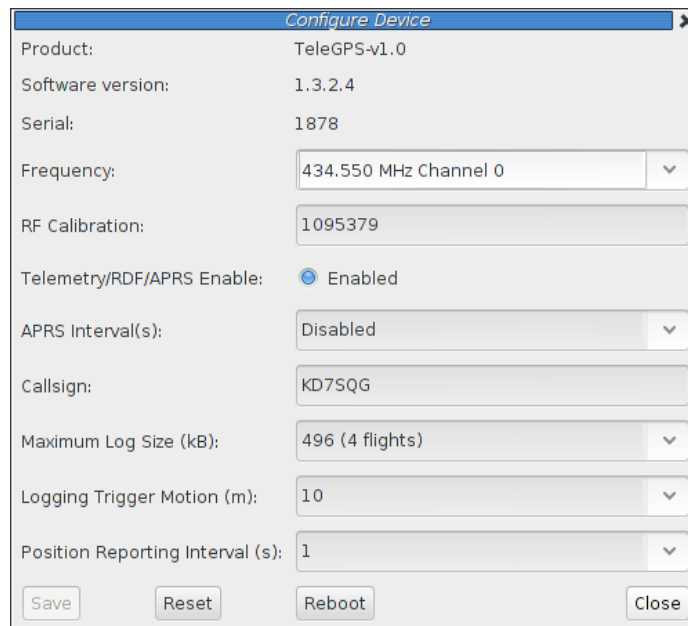 Configure Device
Product: TeleGPS-v1.0
Software version: 1.3.2.4
Serial: 1878
Frequency: 434.550 MHz Channel 0
RF Calibration: 1095379
Telemetry/RDF/APRS Enable: Enabled
APRS Interval(s): Disabled
Callsign: KD7SQG
Maximum Log Size (kB): 496 (4 flights)
Logging Trigger Motion (m): 10
Position Reporting Interval (s): 1
Save Reset Reboot Close